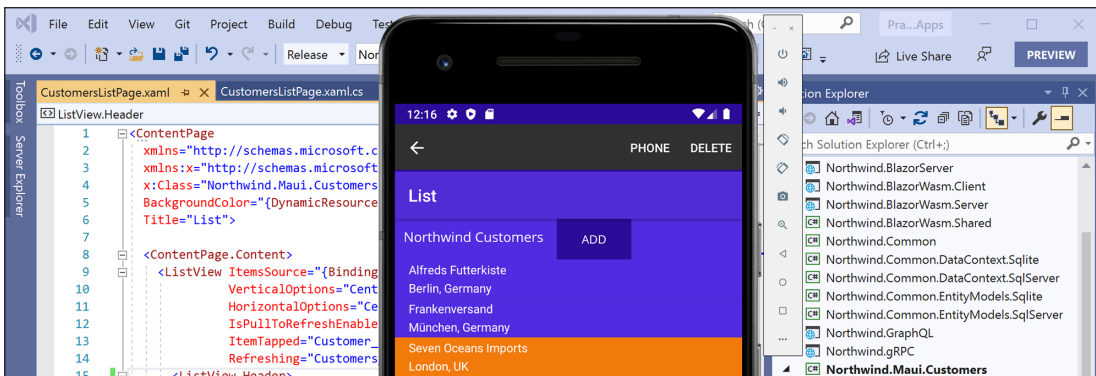 File Edit View Git Project Build Debug
Pra...Apps
Release
Live Share
PREVIEW
Toolbox
Server Explorer
CustomersListPage.xaml
CustomersListPage.xaml.cs
ListView.Header
1 <ContentPage
2 xmlns="http://schemas.microsoft.c
3 xmlns:x="http://schemas.microsoft
4 x:Class="Northwind.Maui.Customers
5 BackgroundColor="{DynamicResource
6 Title="List">
7
8 <ContentPage.Content>
9 <ListView ItemsSource="{Binding
10 VerticalOptions="Cent
11 HorizontalOptions="Ce
12 IsPullToRefreshEnable
13 ItemTapped="Customer_
14 Refreshing="Customers
15 <ListView.Header>
12:16
PHONE DELETE
List
Northwind Customers ADD
Alfreds Futterkiste
Berlin, Germany
Frankenversand
München, Germany
Seven Oceans Imports
London, UK
Explorer
Solution Explorer (Ctrl+;)
Northwind.BlazorServer
Northwind.BlazorWasm.Client
Northwind.BlazorWasm.Server
Northwind.BlazorWasm.Shared
Northwind.Common
Northwind.Common.DataContext.Sqlite
Northwind.Common.DataContext.SqlServer
Northwind.Common.EntityModels.Sqlite
Northwind.Common.EntityModels.SqlServer
Northwind.GraphQL
Northwind.gRPC
Northwind.Maui.Customers